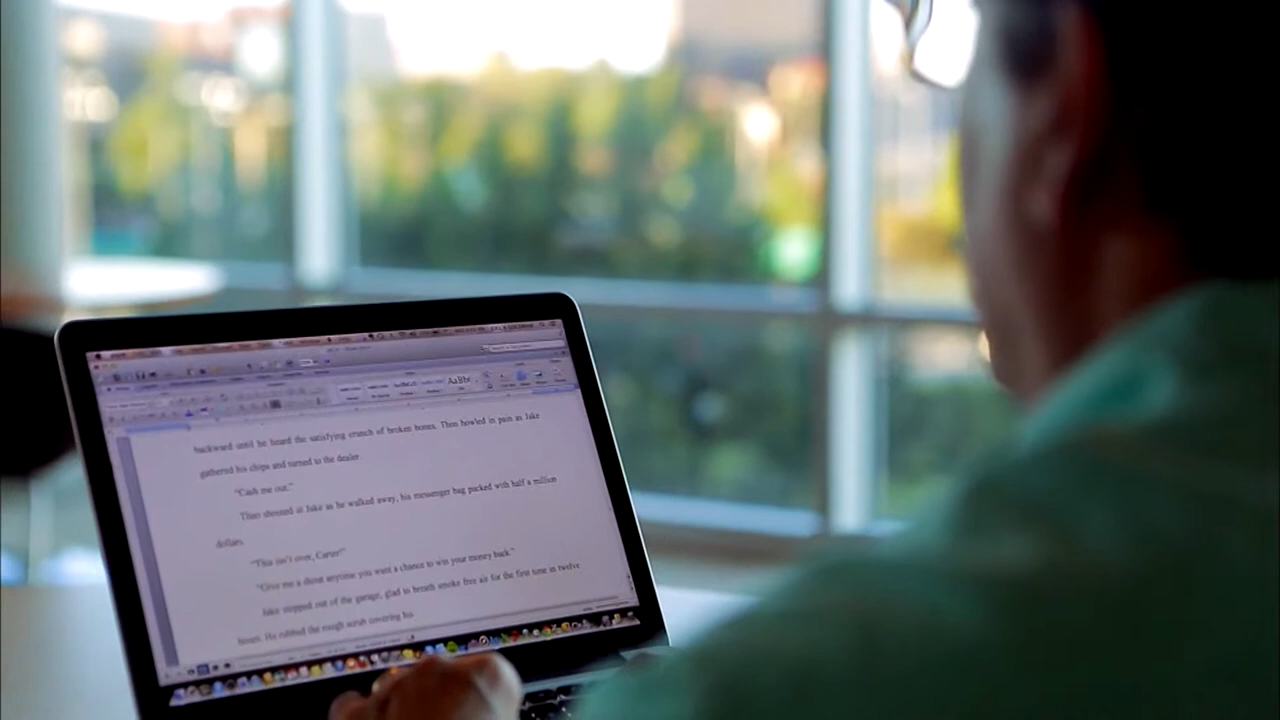 AaBbC
backward until he heard the satisfying crunch of broken bones. Then howled in pain as Jake
gathered his chips and turned to the dealer.
"Cash me out."
Then shouted at Jake as he walked away, his messenger bag packed with half a million
dollars.
"This isn't over, Carter!"
"Give me a shout anytime you want a chance to win your money back."
Jake stepped out of the garage, glad to breath smoke free air for the first time in twelve
hours. He rubbed the rough scrub covering his